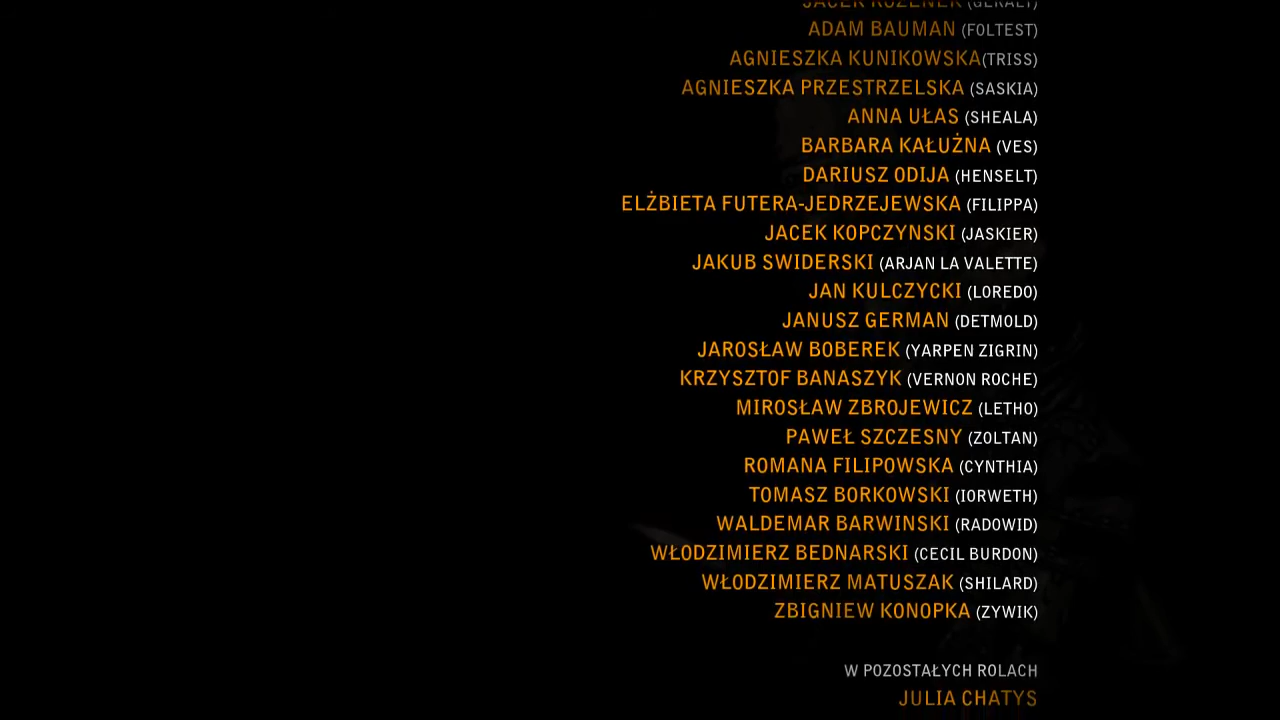 JACEK ROZENEK (GERALT)
ADAM BAUMAN (FOLTEST)
AGNIESZKA KUNIKOWSKA(TRISS)
AGNIESZKA PRZESTRZELSKA (SASKIA)
ANNA UŁAS (SHEALA)
BARBARA KAŁUŻNA (VES)
DARIUSZ ODIJA (HENSELT)
ELŻBIETA FUTERA-JEDRZEJEWSKA (FILIPPA)
JACEK KOPCZYNSKI (JASKIER)
JAKUB SWIDERSKI (ARJAN LA VALETTE)
JAN KULCZYCKI (LOREDO)
JANUSZ GERMAN (DETMOLD)
JAROSŁAW BOBEREK (YARPEN ZIGRIN)
KRZYSZTOF BANASZYK (VERNON ROCHE)
MIROSŁAW ZBROJEWICZ (LETHO)
PAWEŁ SZCZESNY (ZOLTAN)
ROMANA FILIPOWSKA (CYNTHIA)
TOMASZ BORKOWSKI (IORWETH)
WALDEMAR BARWINSKI (RADOWID)
WŁODZIMIERZ BEDNARSKI (CECIL BURDON)
WŁODZIMIERZ MATUSZAK (SHILARD)
ZBIGNIEW KONOPKA (ZYWIK)
W POZOSTAŁYCH ROLACH
JULIA CHATYS